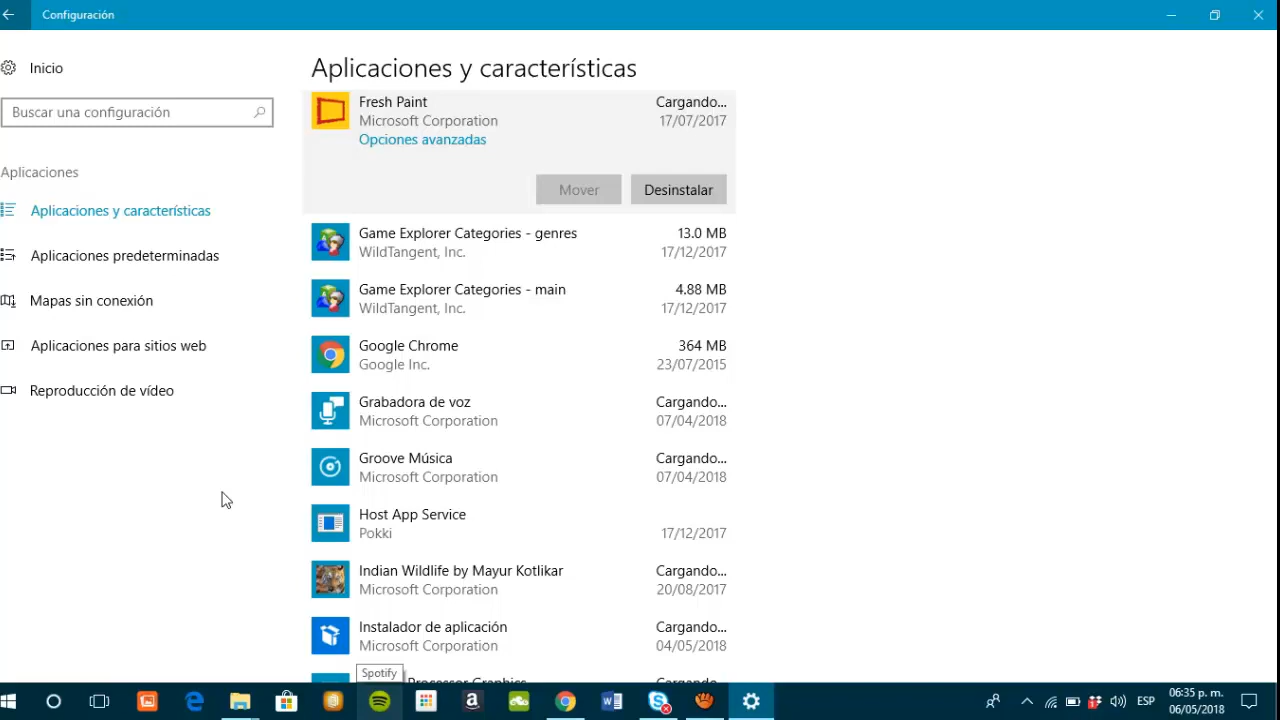 Configuración
Inicio
Buscar una configuración
Aplicaciones
Aplicaciones y características
Aplicaciones predeterminadas
Mapas sin conexión
Aplicaciones para sitios web
Reproducción de vídeo
Aplicaciones y características
Fresh Paint Cargando...
Microsoft Corporation 17/07/2017
Opciones avanzadas
Mover Desinstalar
Game Explorer Categories - genres 13.0 MB
WildTangent, Inc. 17/12/2017
Game Explorer Categories - main 4.88 MB
WildTangent, Inc. 17/12/2017
Google Chrome 364 MB
Google Inc. 23/07/2015
Grabadora de voz Cargando...
Microsoft Corporation 07/04/2018
Groove Música Cargando...
Microsoft Corporation 07/04/2018
Host App Service
Pokki 17/12/2017
Indian Wildlife by Mayur Kotlikar Cargando...
Microsoft Corporation 20/08/2017
Instalador de aplicación Cargando...
Microsoft Corporation 04/05/2018
Spotify
Processor Graphics Cargando...
ESP
06:35 p. m.
06/05/2018